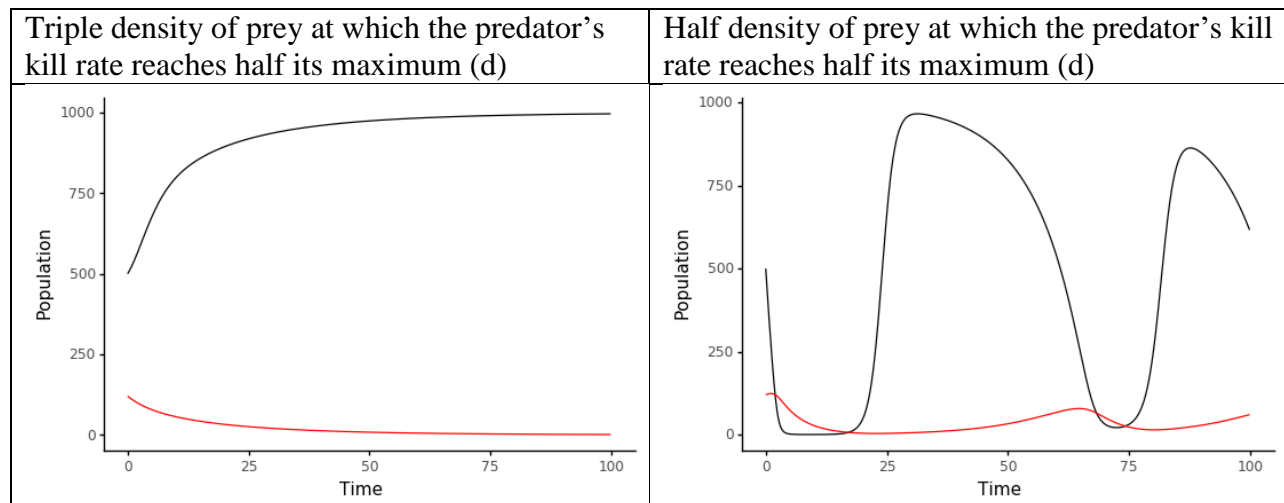 Triple density of prey at which the predator's
kill rate reaches half its maximum (d)
Half density of prey at which the predator's kill
rate reaches half its maximum (d)
1000
750
500
250
0
Population
0 25 50 75 100
Time
1000
750
500
250
0
Population
0 25 50 75 100
Time